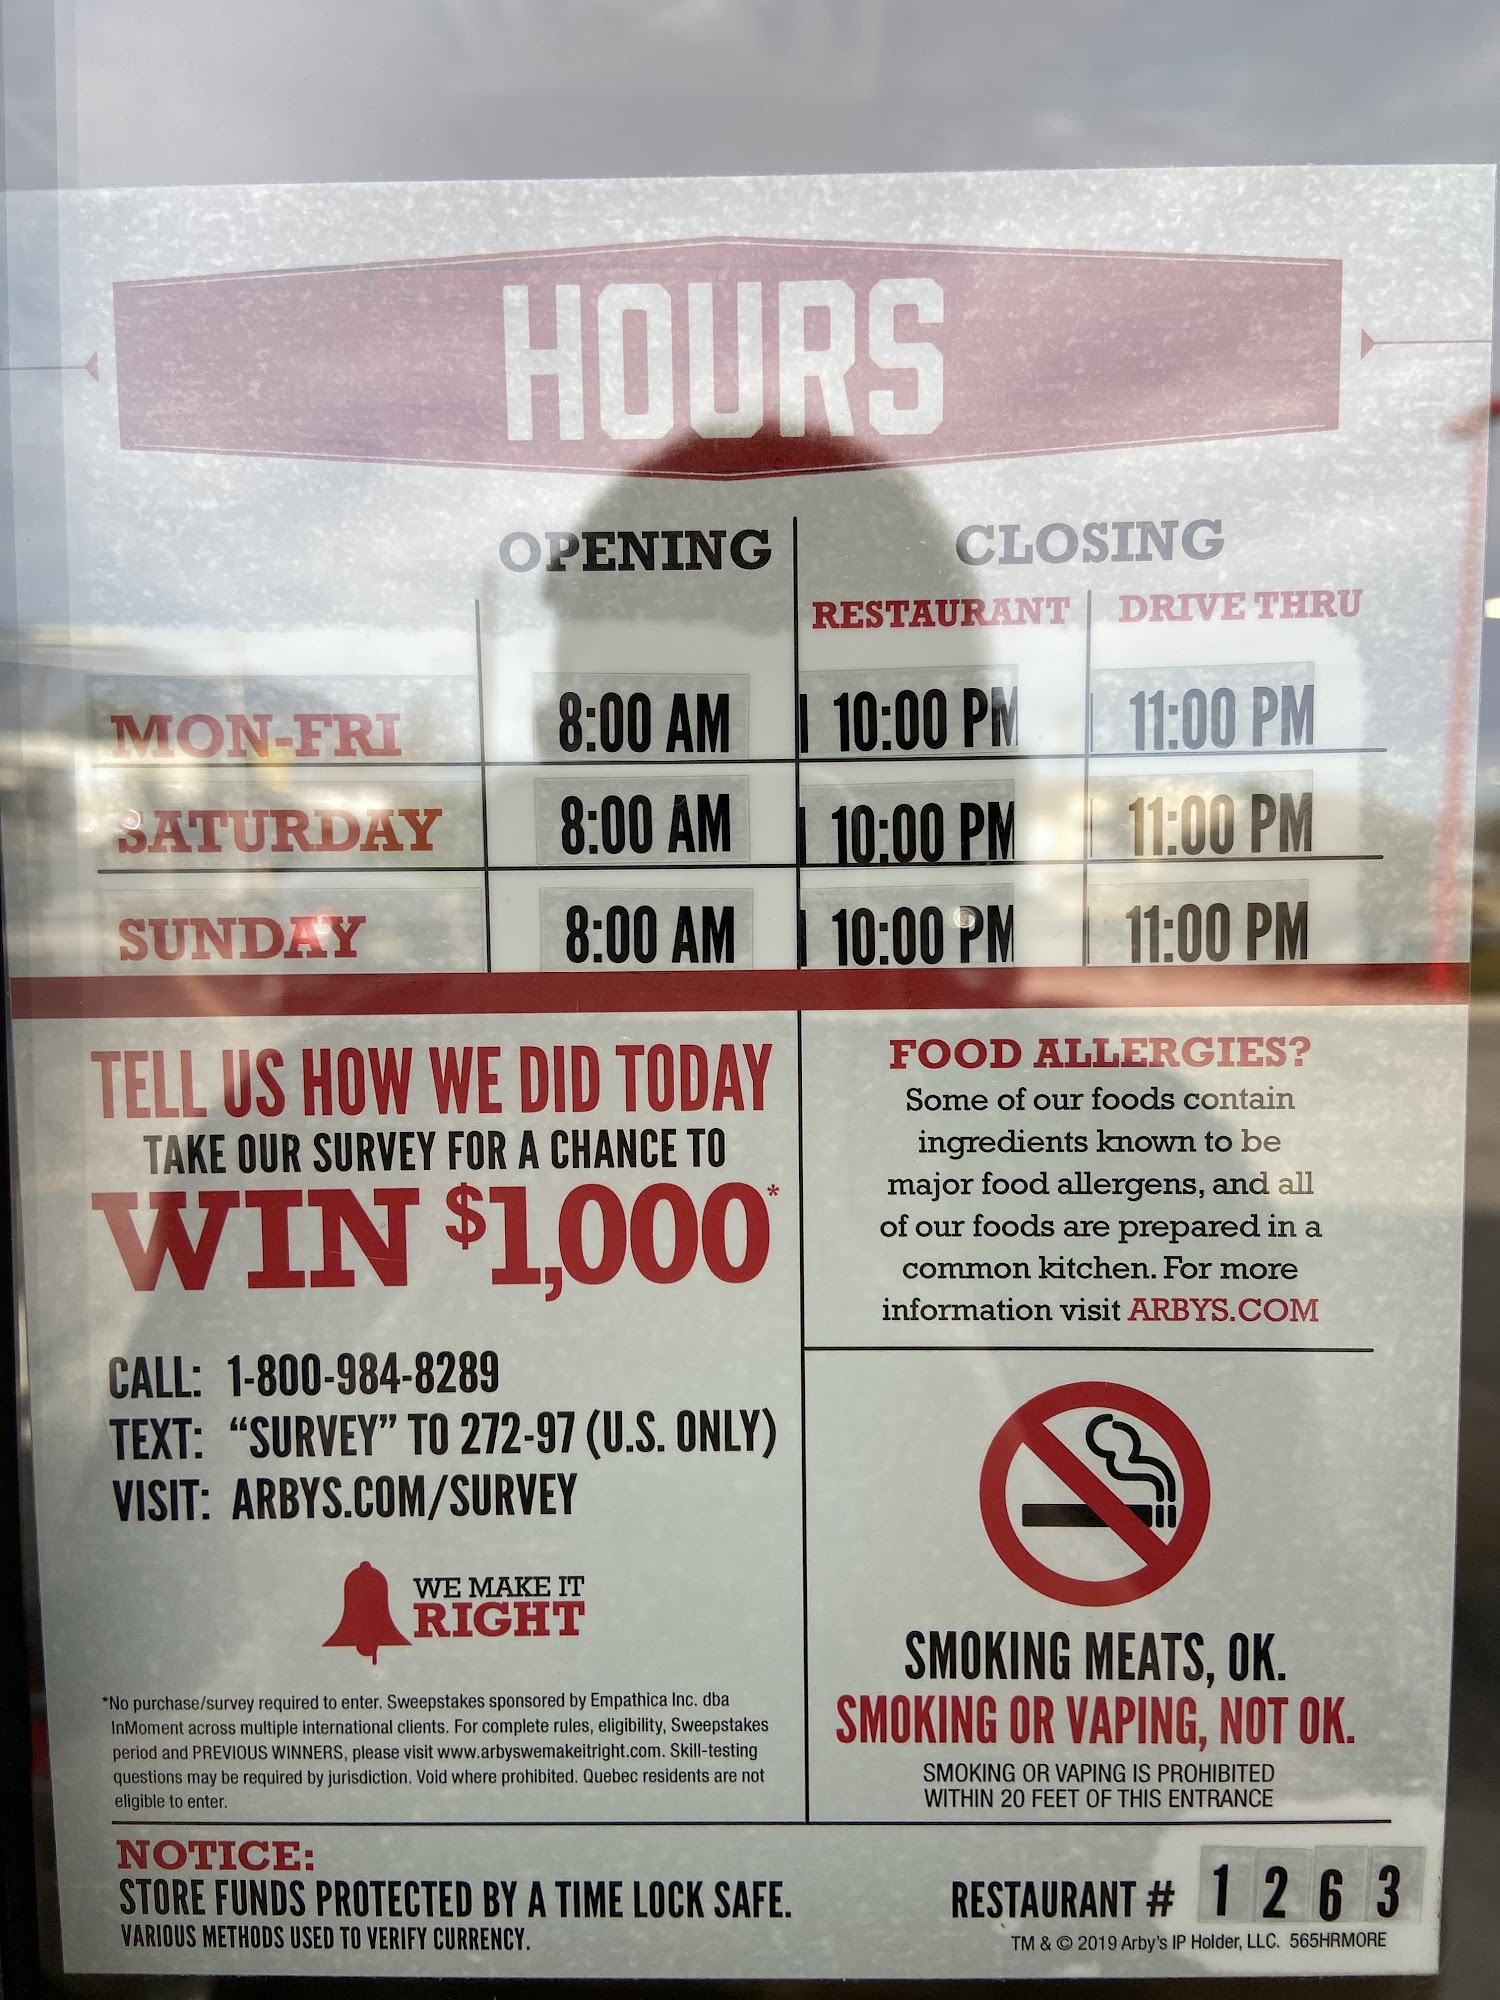 HOURS
OPENING CLOSING
RESTAURANT DRIVE THRU
MON-FRI 8:00 AM 10:00 PM 11:00 PM
SATURDAY 8:00 AM 10:00 PM 11:00 PM
SUNDAY 8:00 AM 10:00 PM 11:00 PM
TELL US HOW WE DID TODAY
TAKE OUR SURVEY FOR A CHANCE TO
WIN $1,000*
CALL: 1-800-984-8289
TEXT: “SURVEY” TO 272-97 (U.S. ONLY)
VISIT: ARBYS.COM/SURVEY
WE MAKE IT
RIGHT
*No purchase/survey required to enter. Sweepstakes sponsored by Empathica Inc. dba
InMoment across multiple international clients. For complete rules, eligibility, Sweepstakes
period and PREVIOUS WINNERS, please visit www.arbyswemakeitright.com. Skill-testing
questions may be required by jurisdiction. Void where prohibited. Quebec residents are not
eligible to enter.
FOOD ALLERGIES?
Some of our foods contain
ingredients known to be
major food allergens, and all
of our foods are prepared in a
common kitchen. For more
information visit ARBYS.COM
SMOKING MEATS, OK.
SMOKING OR VAPING, NOT OK.
SMOKING OR VAPING IS PROHIBITED
WITHIN 20 FEET OF THIS ENTRANCE
NOTICE:
STORE FUNDS PROTECTED BY A TIME LOCK SAFE.
VARIOUS METHODS USED TO VERIFY CURRENCY.
RESTAURANT # 1263
TM & © 2019 Arby's IP Holder, LLC. 565HRMORE